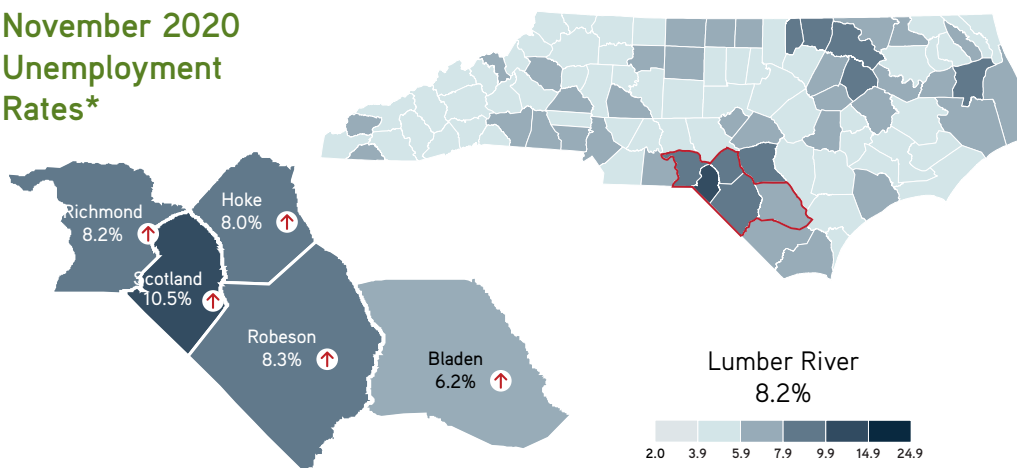 November 2020
Unemployment
Rates*
Richmond
8.2%
Hoke
8.0%
Scotland
10.5%
Robeson
8.3%
Bladen
6.2%
Lumber River
8.2%
2.0 3.9 5.9 7.9 9.9 14.9 24.9